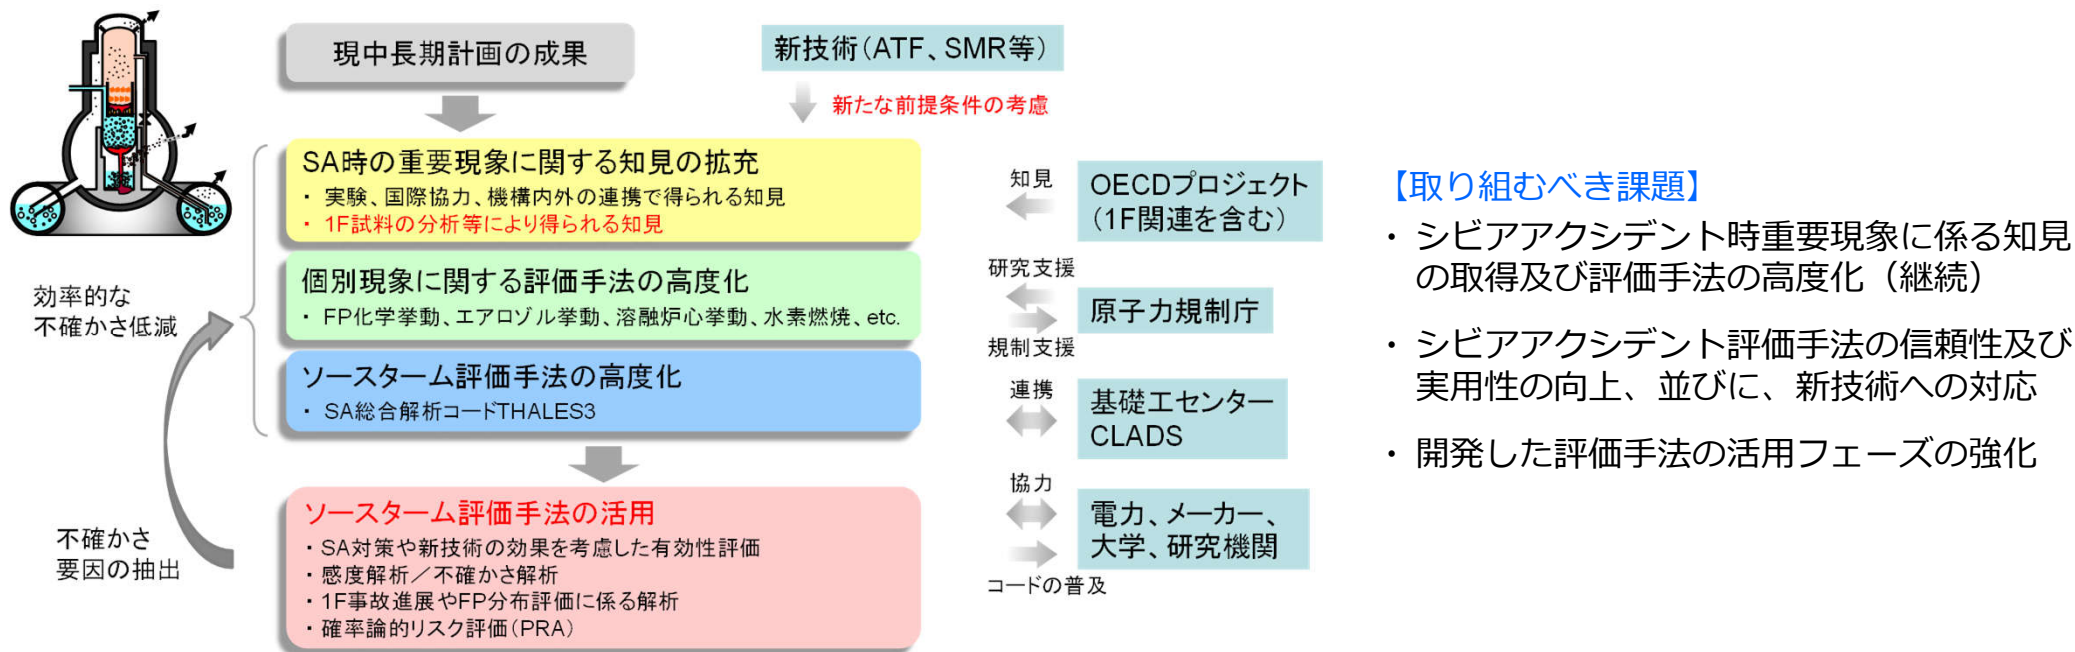 現中長期計画の成果
新技術(ATF、SMR等)
新たな前提条件の考慮
SA時の重要現象に関する知見の拡充
・ 実験、国際協力、機構内外の連携で得られる知見
・ 1F試料の分析等により得られる知見
個別現象に関する評価手法の高度化
・ FP化学挙動、エアロゾル挙動、溶融炉心挙動、水素燃焼、etc.
ソースターム評価手法の高度化
・ SA総合解析コードTHALES3
ソースターム評価手法の活用
・SA対策や新技術の効果を考慮した有効性評価
・感度解析／不確かさ解析
・1F事故進展やFP分布評価に係る解析
・確率論的リスク評価(PRA)
効率的な
不確かさ低減
不確かさ
要因の抽出
知見
OECDプロジェクト
(1F関連を含む)
研究支援
原子力規制庁
規制支援
連携
基礎工センター
CLADS
協力
電力、メーカー、
大学、研究機関
コードの普及
【取り組むべき課題】
・ シビアアクシデント時重要現象に係る知見
の取得及び評価手法の高度化（継続）
・ シビアアクシデント評価手法の信頼性及び
実用性の向上、並びに、新技術への対応
・ 開発した評価手法の活用フェーズの強化